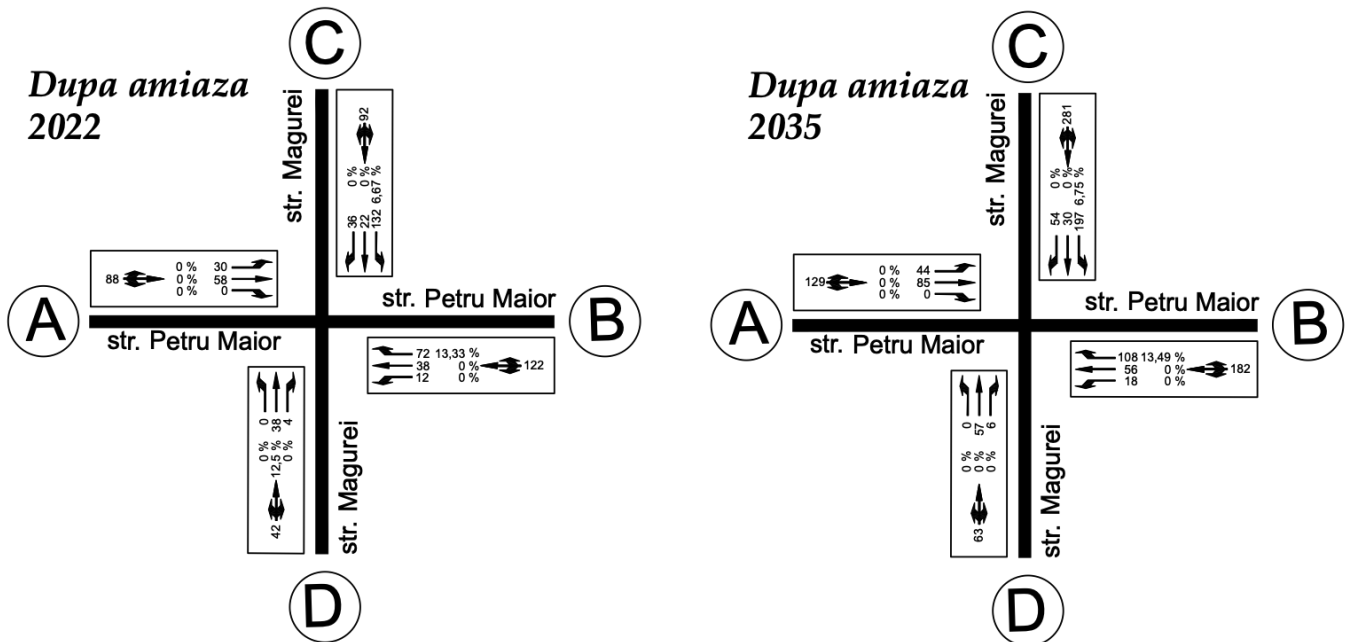 Dupa amiaza
2022
C
str. Magurei
92
0 %
0 %
6,67 %
36
22
132
88
0 % 30
0 % 58
0 % 0
A
str. Petru Maior
str. Petru Maior
B
72 13,33 %
38 0 %
12 0 %
122
0
38
4
0 %
12,5 %
0 %
42
str. Magurei
D
Dupa amiaza
2035
C
str. Magurei
281
0 %
0 %
6,75 %
54
30
197
129
0 % 44
0 % 85
0 % 0
A
str. Petru Maior
str. Petru Maior
B
108 13,49 %
56 0 %
18 0 %
182
0
57
6
0 %
0 %
0 %
63
str. Magurei
D